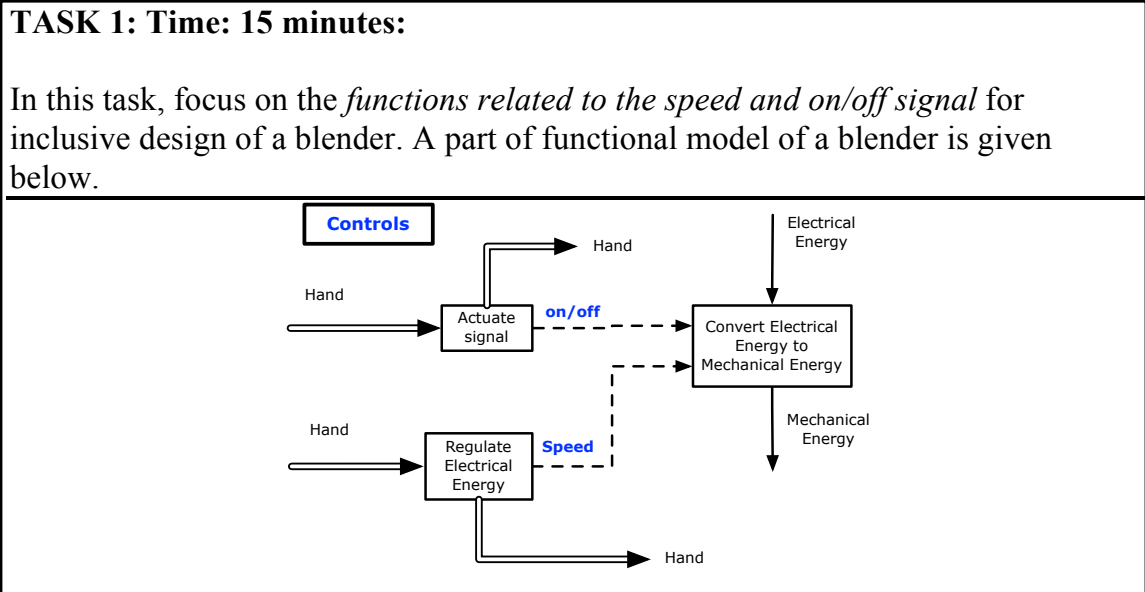 TASK 1: Time: 15 minutes:
In this task, focus on the functions related to the speed and on/off signal for
inclusive design of a blender. A part of functional model of a blender is given
below.
Controls
Electrical
Energy
Hand
Hand
Actuate
signal
on/off
Convert Electrical
Energy to
Mechanical Energy
Hand
Regulate
Electrical
Energy
Speed
Mechanical
Energy
Hand